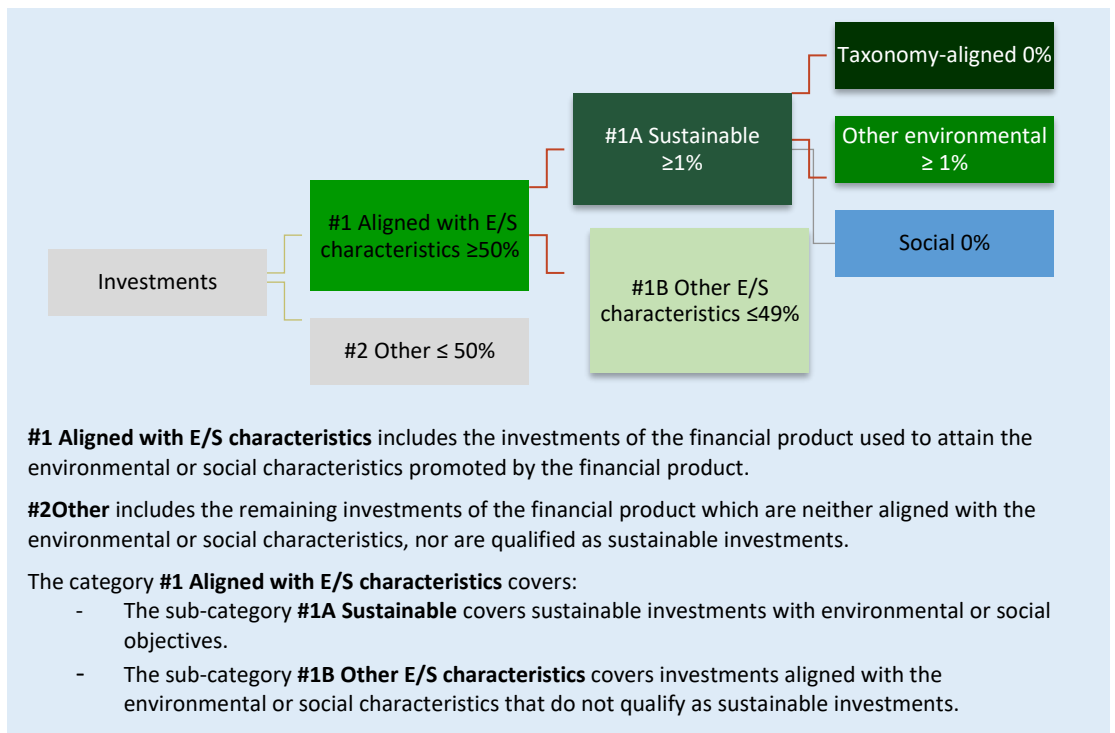 Taxonomy-aligned 0%
#1A Sustainable
≥1%
Other environmental
≥ 1%
#1 Aligned with E/S
characteristics ≥50%
Social 0%
Investments
#1B Other E/S
characteristics ≤49%
#2 Other ≤ 50%
#1 Aligned with E/S characteristics includes the investments of the financial product used to attain the
environmental or social characteristics promoted by the financial product.
#2Other includes the remaining investments of the financial product which are neither aligned with the
environmental or social characteristics, nor are qualified as sustainable investments.
The category #1 Aligned with E/S characteristics covers:
- The sub-category #1A Sustainable covers sustainable investments with environmental or social
objectives.
- The sub-category #1B Other E/S characteristics covers investments aligned with the
environmental or social characteristics that do not qualify as sustainable investments.